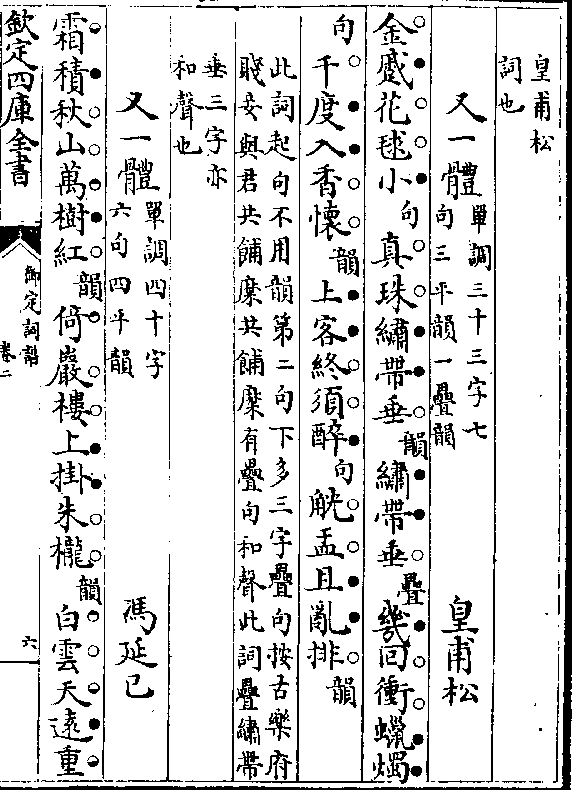 皇甫松
詞也
又一體單調三十三字七
句三平韻一疊韻
皇甫松
金蹙花毬小句真珠繡帶垂韻繡帶垂疊幾回衝蠟燭
句千度入香懷韻上客終須醉句觥盂且亂排韻
此詞起句不用韻第二句下多三字疊句按古樂府
賤妾與君共餔糜共餔糜有疊句和聲此詞疊繡帶
垂三字亦
和聲也
又一體單調四十字
六句四平韻
馮延已
霜積秋山萬樹紅韻倚巖樓上掛朱櫳韻白雲天遠重
欽定四庫全書
御定詞譜
卷二
六